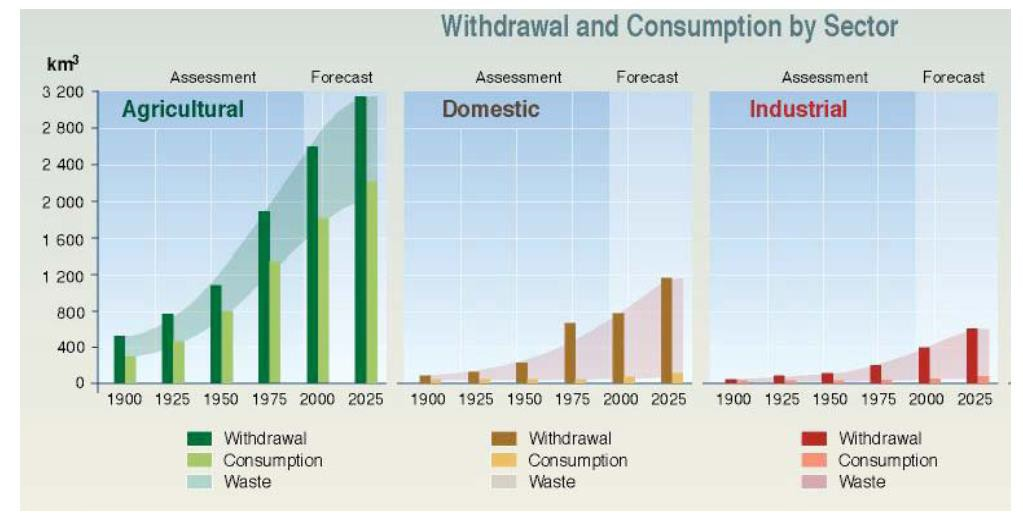 Withdrawal and Consumption by Sector
km³
Assessment Forecast Assessment Forecast Assessment Forecast
3 200
Agricultural Domestic Industrial
2 800
2 400
2 000
1 600
1 200
800
400
0
1900 1925 1950 1975 2000 2025 1900 1925 1950 1975 2000 2025 1900 1925 1950 1975 2000 2025
Withdrawal Withdrawal Withdrawal
Consumption Consumption Consumption
Waste Waste Waste